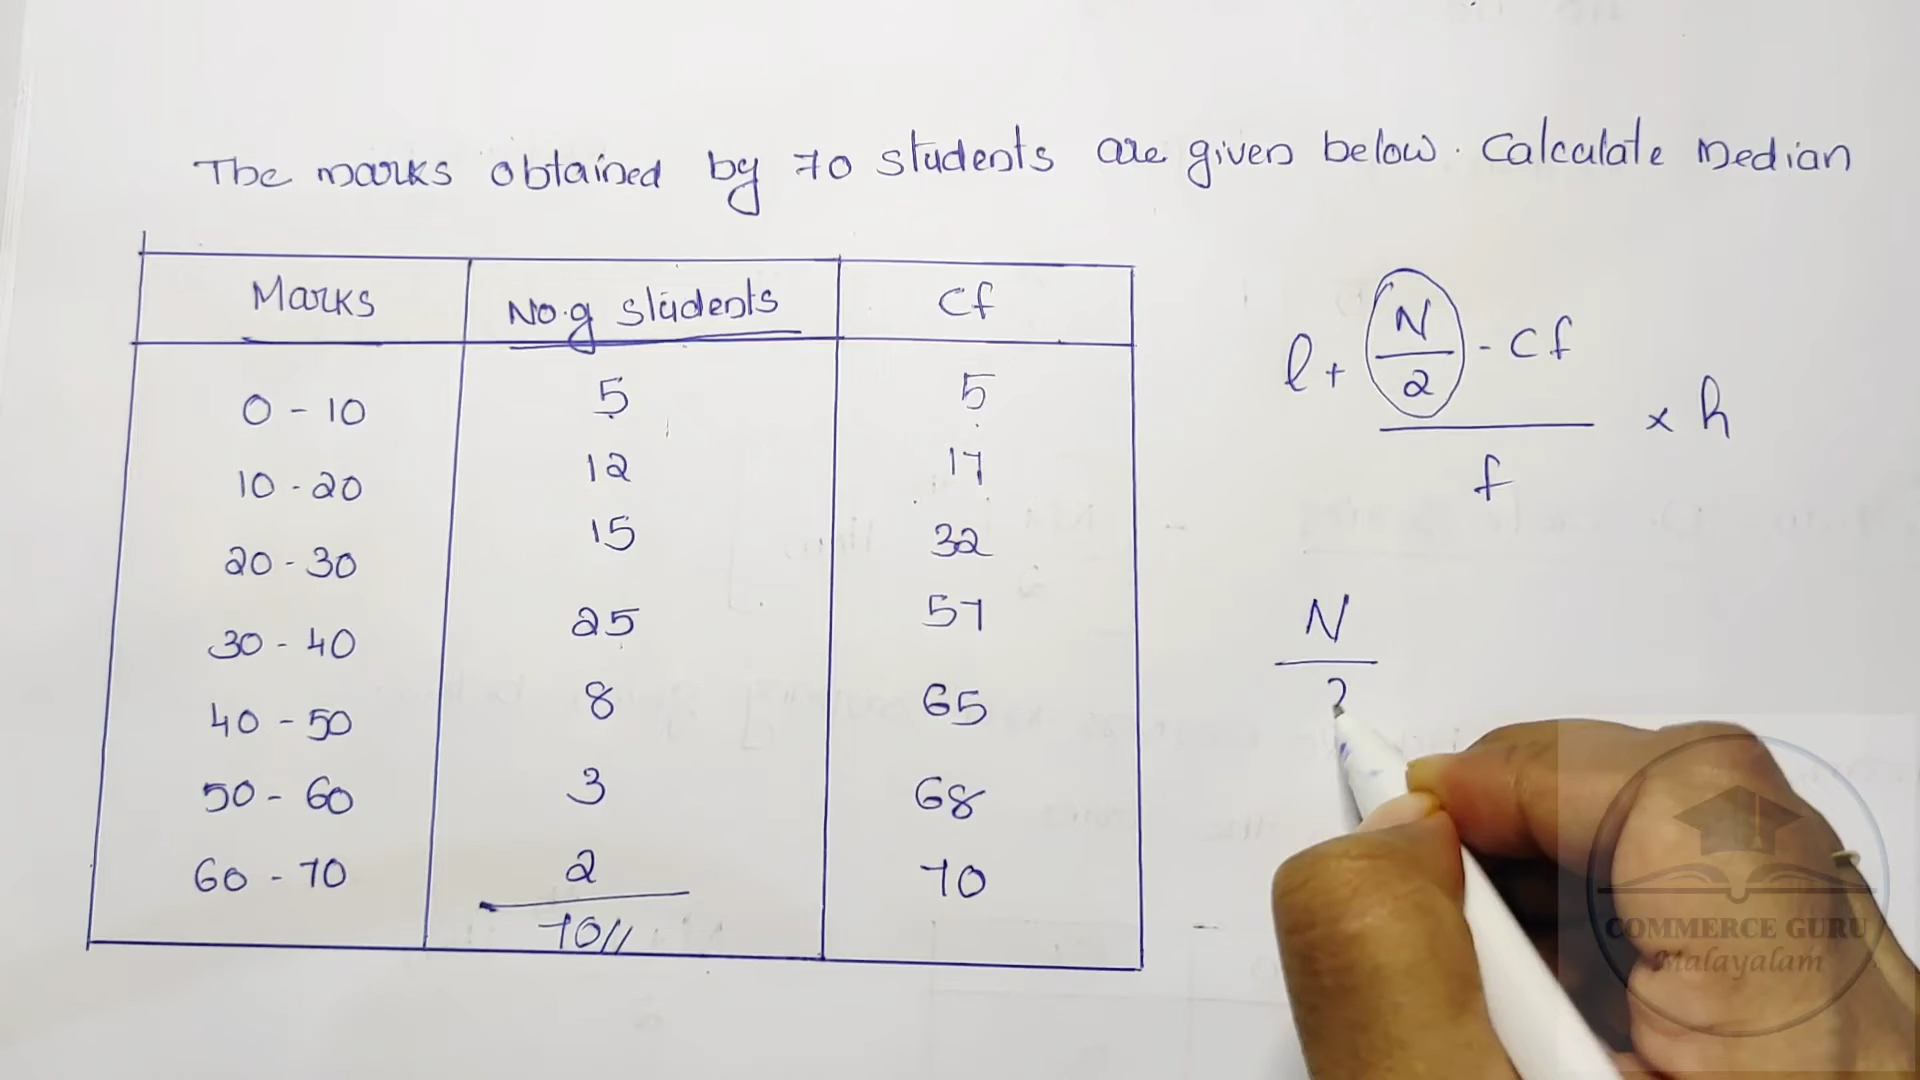 The marks obtained by 70 students are given below. Calculate Median
Marks No.of students Cf
0 - 10 5 5
10 - 20 12 17
20 - 30 15 32
30 - 40 25 57
40 - 50 8 65
50 - 60 3 68
60 - 70 2 70
70//
l + N/2 - Cf
f
× h
N
2
COMMERCE GURU
Malayalam